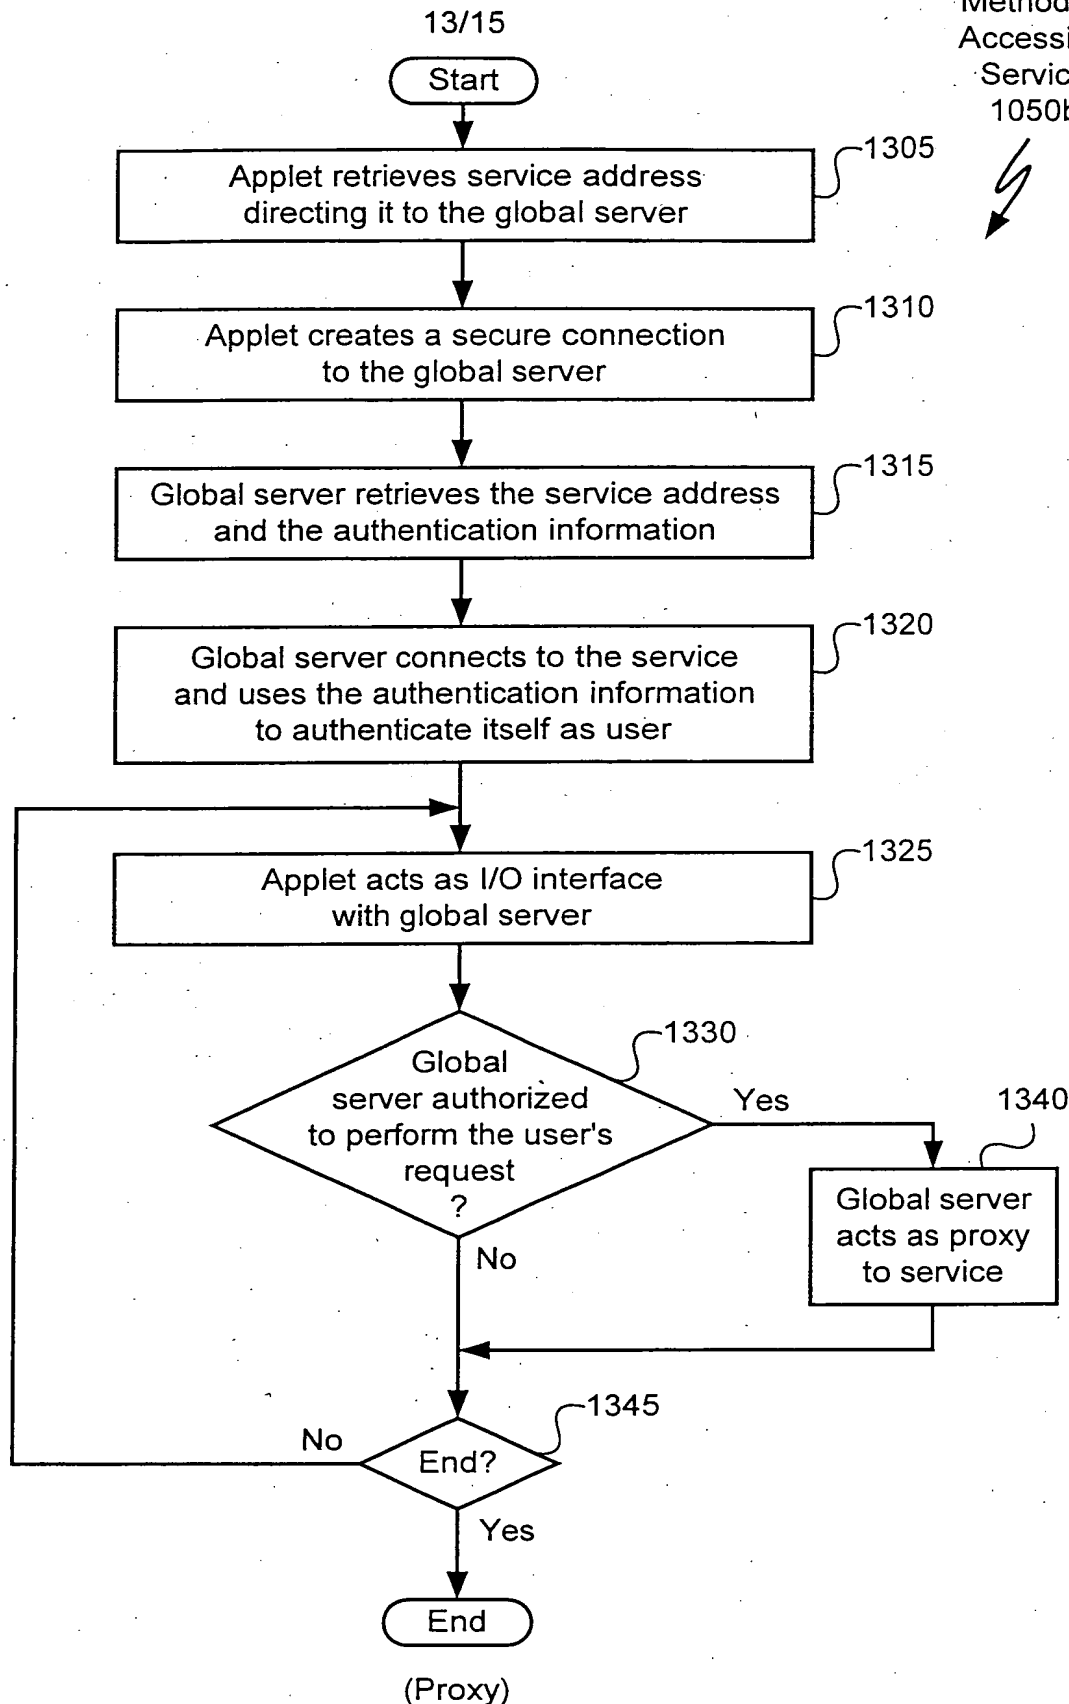 13/15
Start
1305
Applet retrieves service address
directing it to the global server
1310
Applet creates a secure connection
to the global server
1315
Global server retrieves the service address
and the authentication information
1320
Global server connects to the service
and uses the authentication information
to authenticate itself as user
1325
Applet acts as I/O interface
with global server
1330
Global
server authorized
to perform the user's
request
?
Yes
No
1340
Global server
acts as proxy
to service
1345
End?
No
Yes
End
(Proxy)
1050b